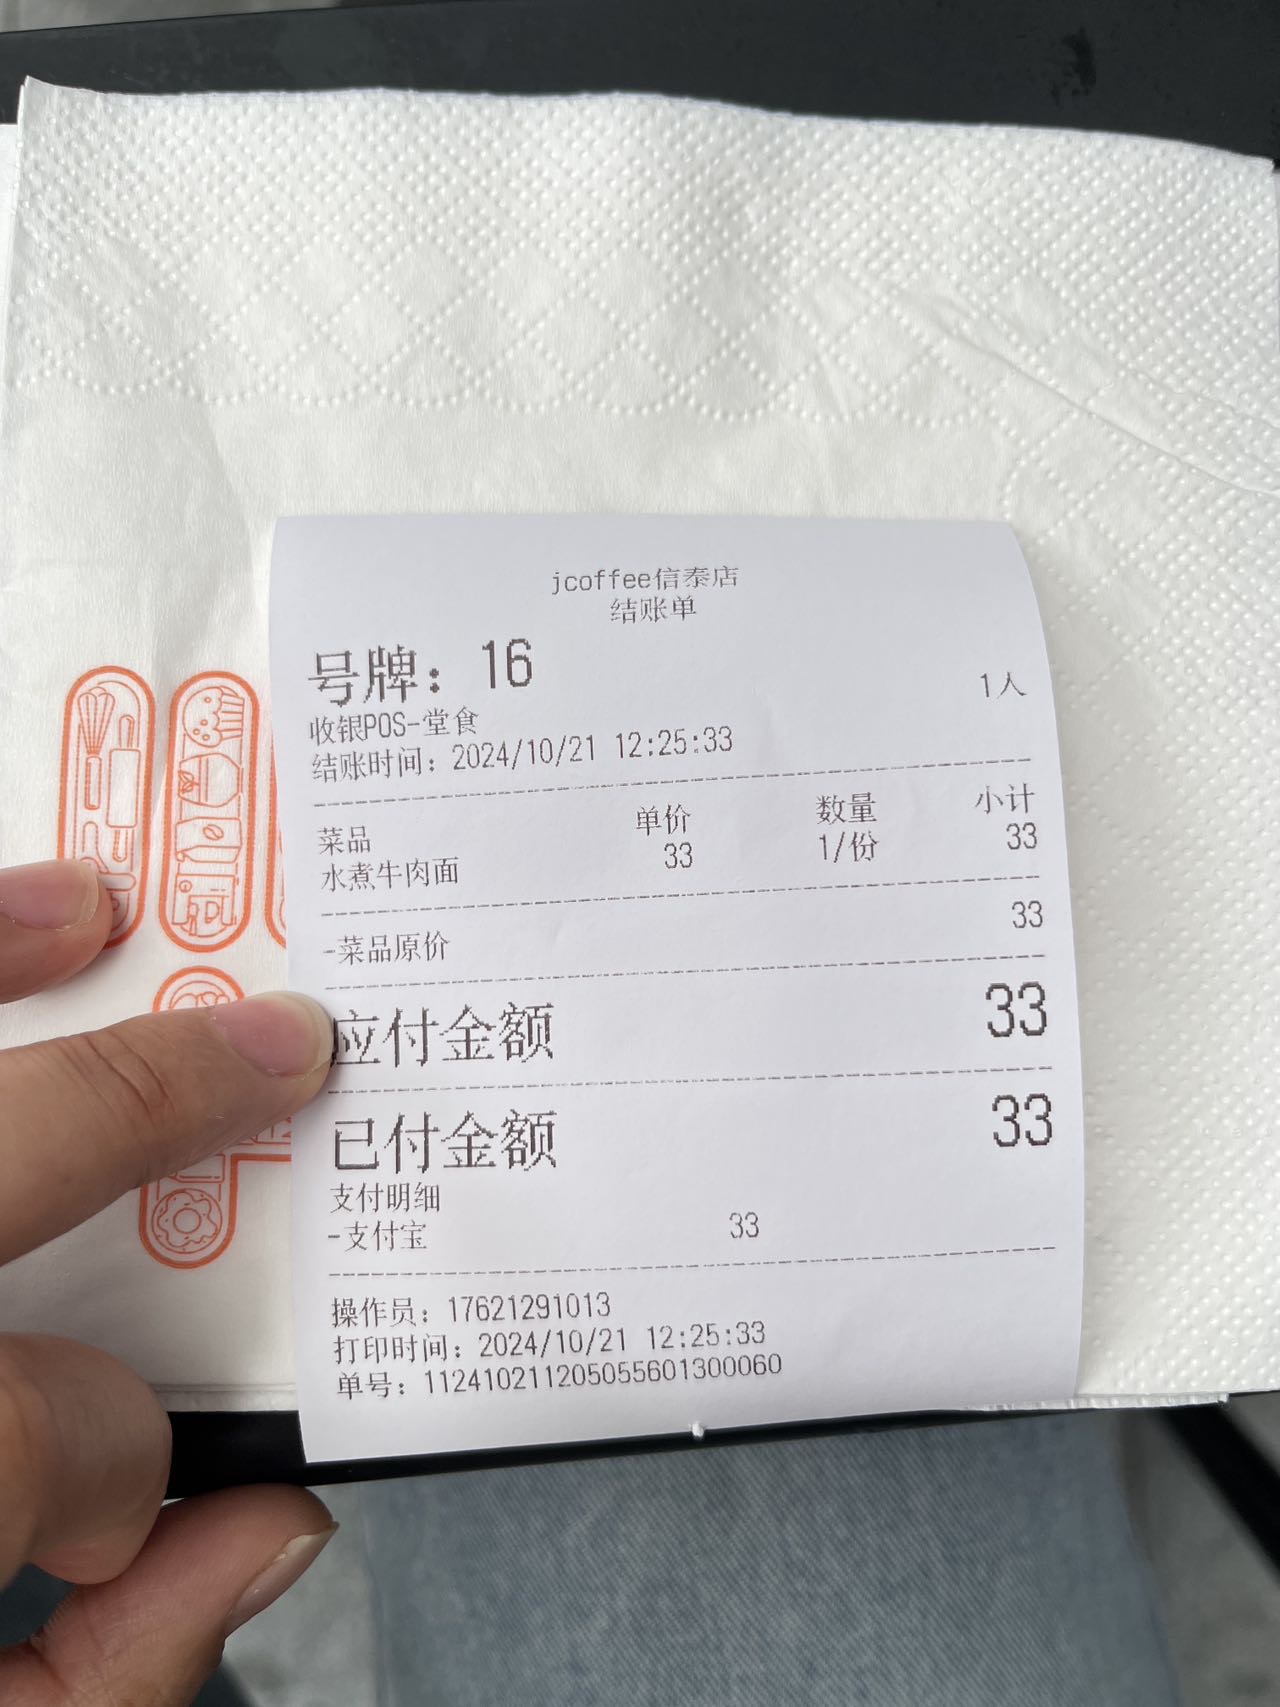 jcoffee信泰店
结账单
号牌：16
1人
收银POS-堂食
结账时间：2024/10/21 12:25:33
菜品 单价 数量 小计
水煮牛肉面 33 1/份 33
-菜品原价 33
应付金额 33
已付金额 33
支付明细
-支付宝 33
操作员：17621291013
打印时间：2024/10/21 12:25:33
单号：1124102112050556013000​60